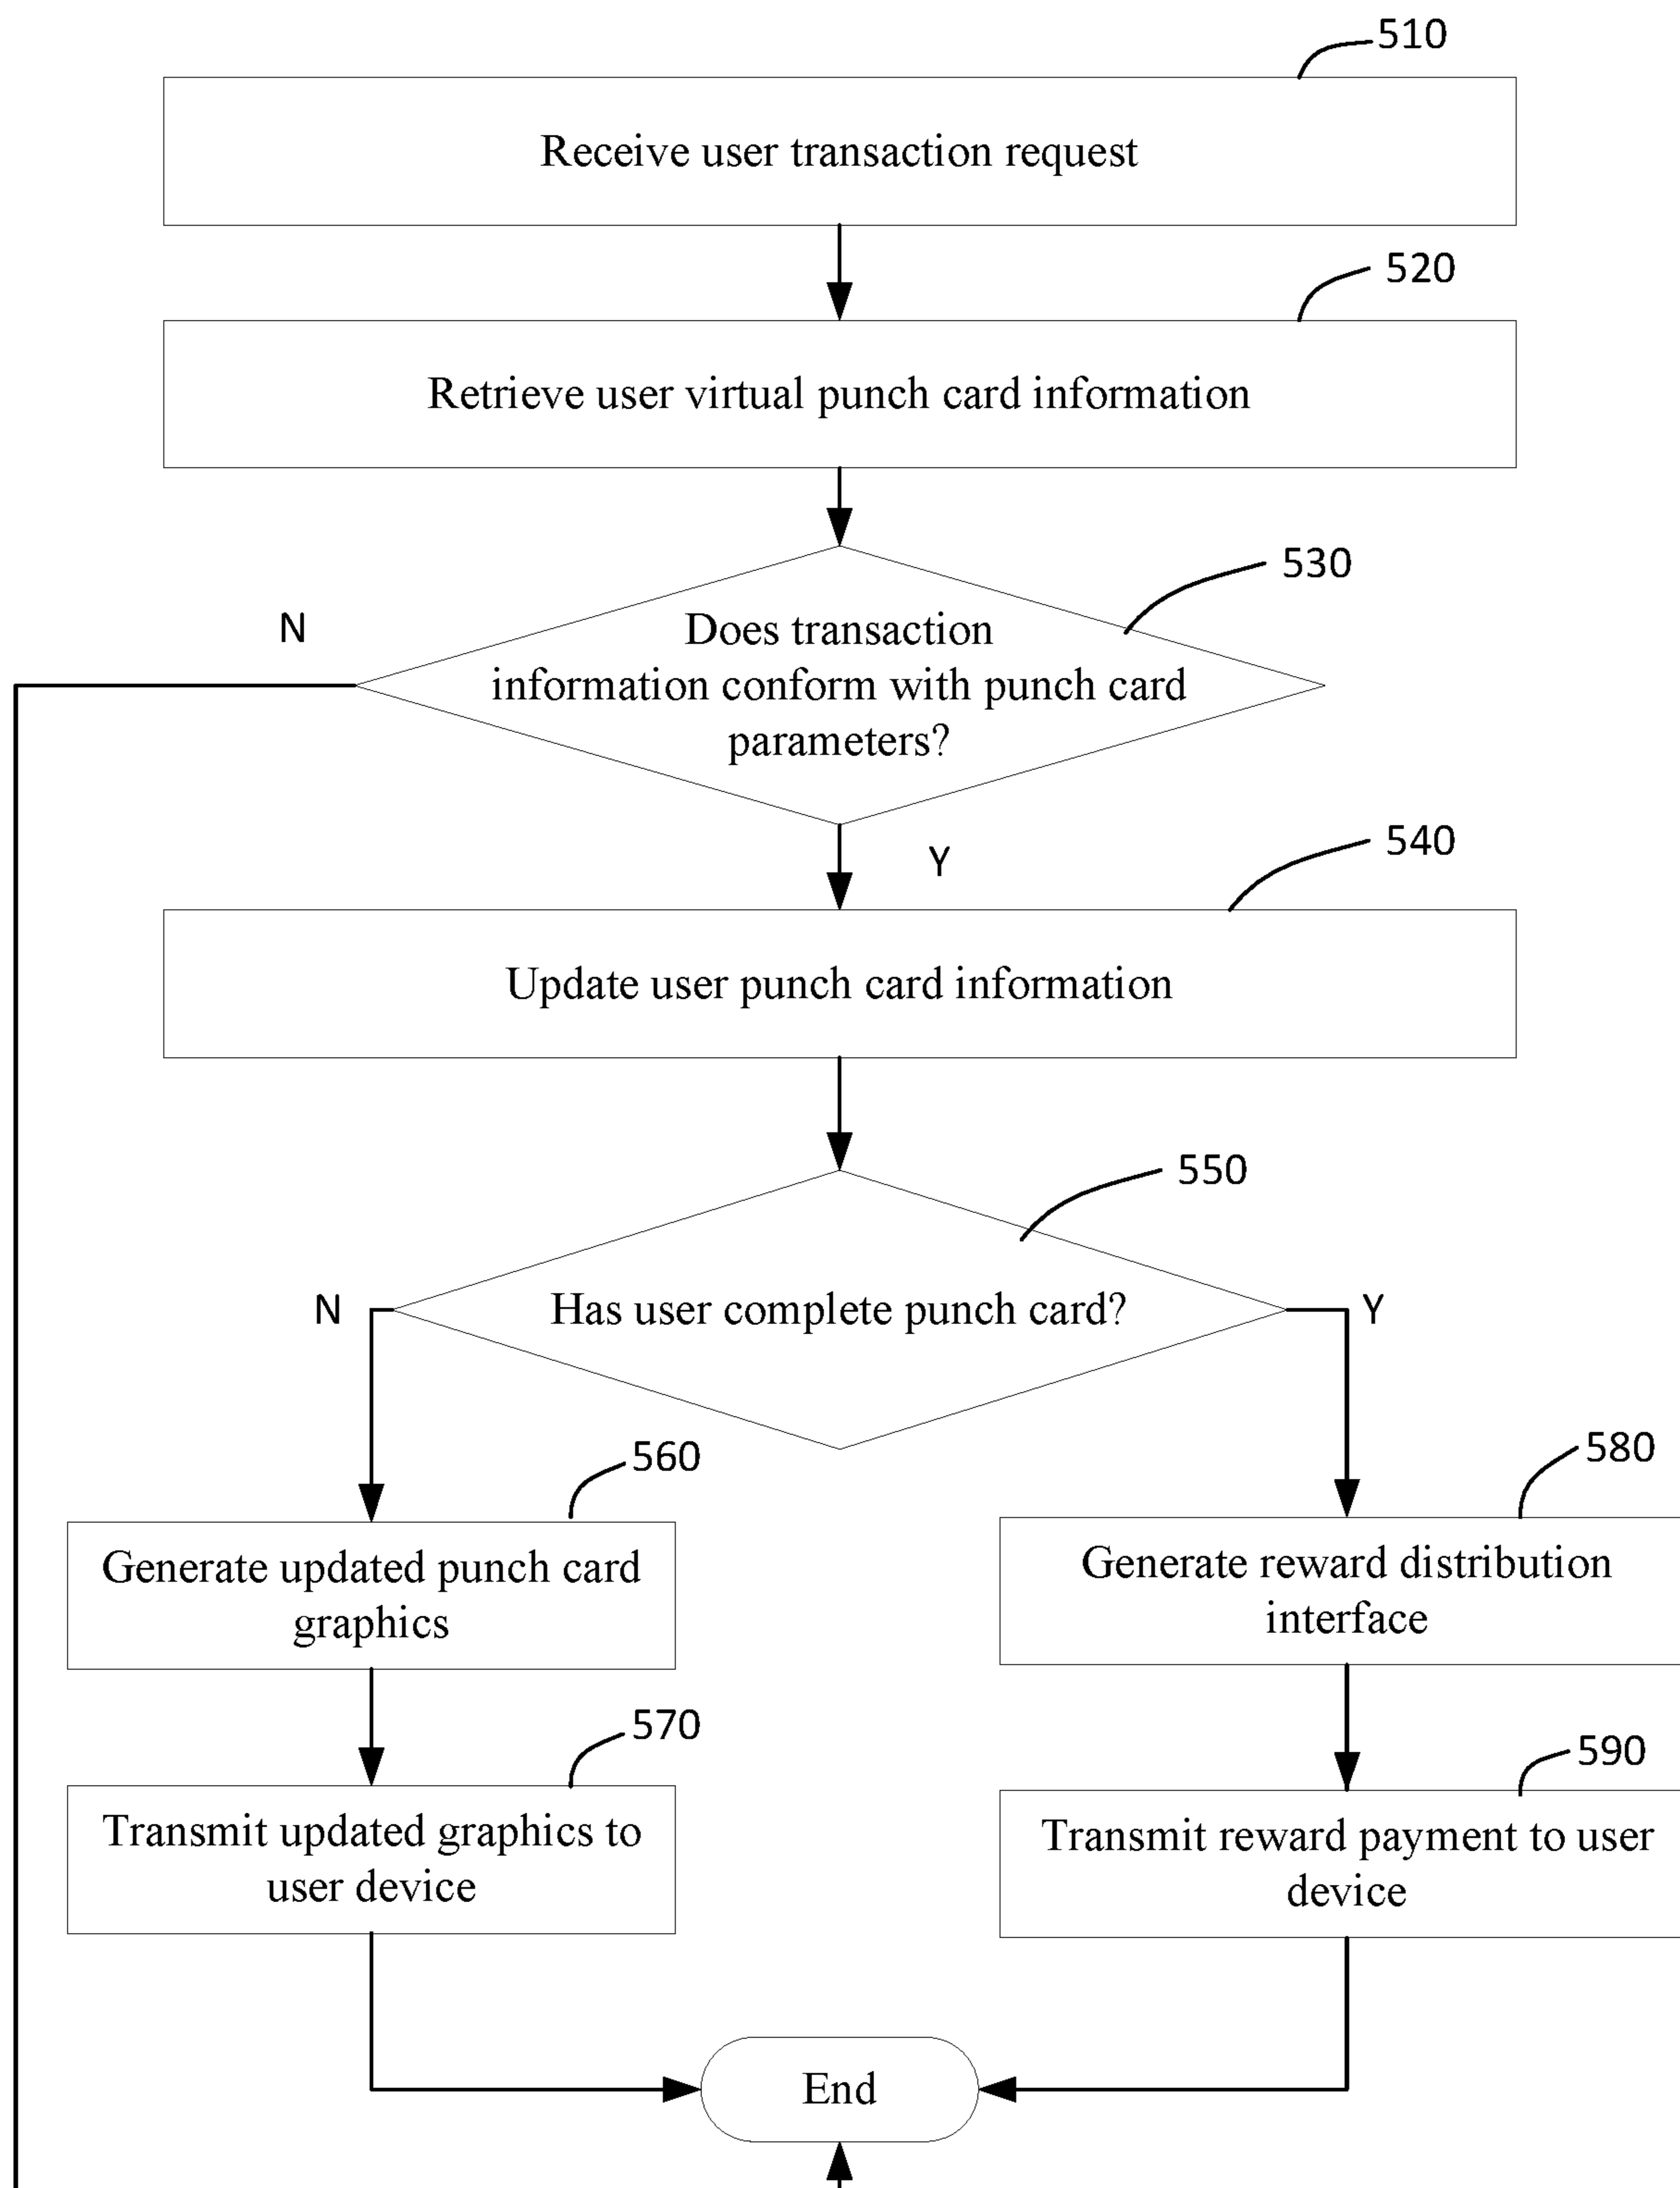 510
Receive user transaction request
520
Retrieve user virtual punch card information
530
N
Does transaction
information conform with punch card
parameters?
540
Y
Update user punch card information
550
N
Has user complete punch card?
Y
560
580
Generate updated punch card
graphics
Generate reward distribution
interface
570
590
Transmit updated graphics to
user device
Transmit reward payment to user
device
End